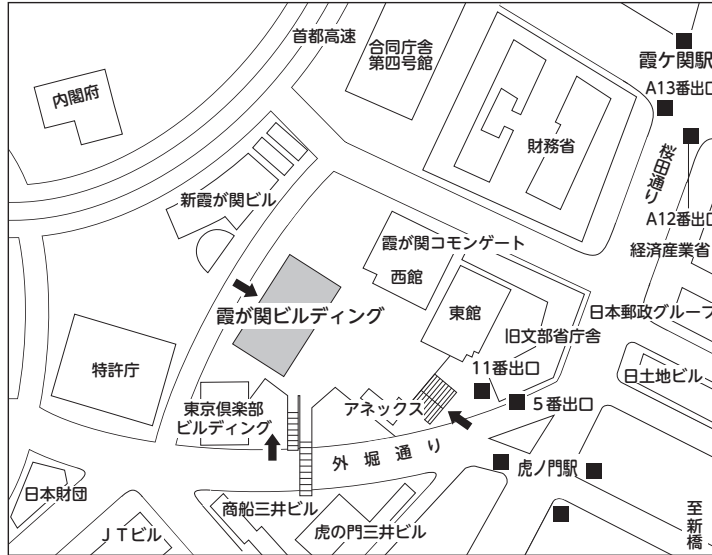 首都高速
合同庁舎
第四号館
霞ケ関駅
A13番出口
内閣府
財務省
桜田通り
新霞が関ビル
A12番出口
霞が関コモンゲート
経済産業省
西館
霞が関ビルディング
東館
日本郵政グループ
旧文部省庁舎
特許庁
11番出口
日土地ビル
東京倶楽部
ビルディング
アネックス
5番出口
外堀通り
虎ノ門駅
日本財団
商船三井ビル
JTビル
虎の門三井ビル
至新橋